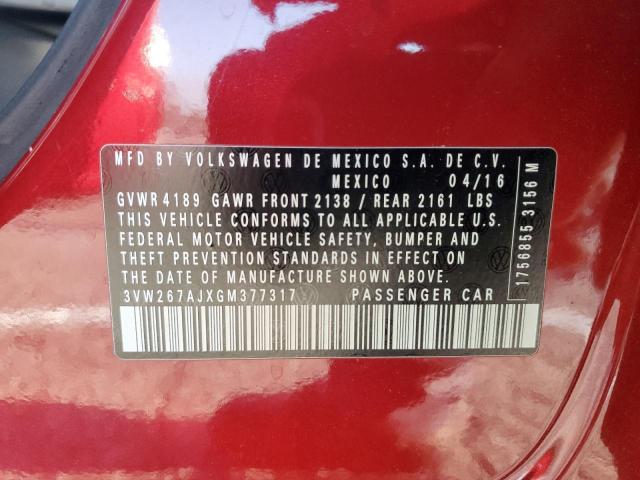 MFD BY VOLKSWAGEN DE MEXICO S.A. DE C.V.
MEXICO 04/16
GVWR 4189 GAWR FRONT 2138 / REAR 2161 LBS
THIS VEHICLE CONFORMS TO ALL APPLICABLE U.S.
FEDERAL MOTOR VEHICLE SAFETY, BUMPER AND
THEFT PREVENTION STANDARDS IN EFFECT ON
THE DATE OF MANUFACTURE SHOWN ABOVE.
3VW267AJXGM377317 PASSENGER CAR
1756855 3156 M